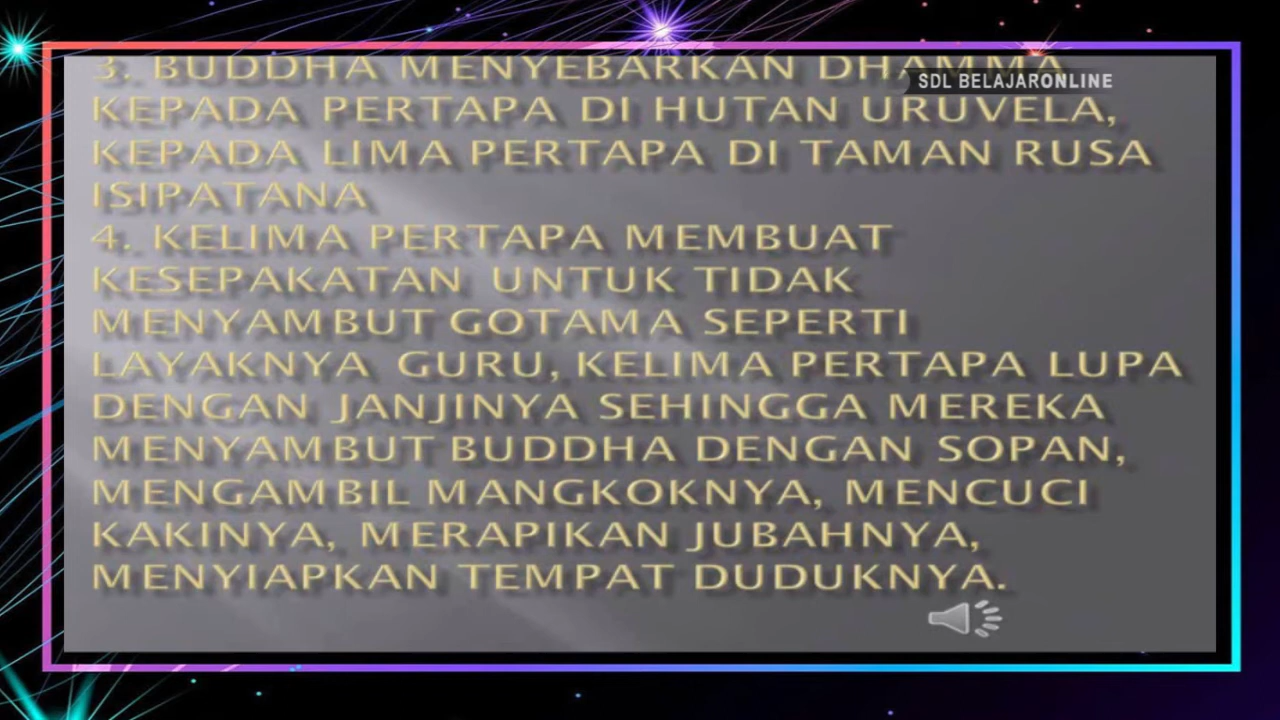 3. BUDDHA MENYEBARKAN DHAMMA
SDL BELAJARONLINE
KEPADA PERTAPA DI HUTAN URUVELA,
KEPADA LIMA PERTAPA DI TAMAN RUSA
ISIPATANA
4. KELIMA PERTAPA MEMBUAT
KESEPAKATAN UNTUK TIDAK
MENYAMBUT GOTAMA SEPERTI
LAYAKNYA GURU, KELIMA PERTAPA LUPA
DENGAN JANJINYA SEHINGGA MEREKA
MENYAMBUT BUDDHA DENGAN SOPAN,
MENGAMBIL MANGKOKNYA, MENCUCI
KAKINYA, MERAPIKAN JUBAHNYA,
MENYIAPKAN TEMPAT DUDUKNYA.